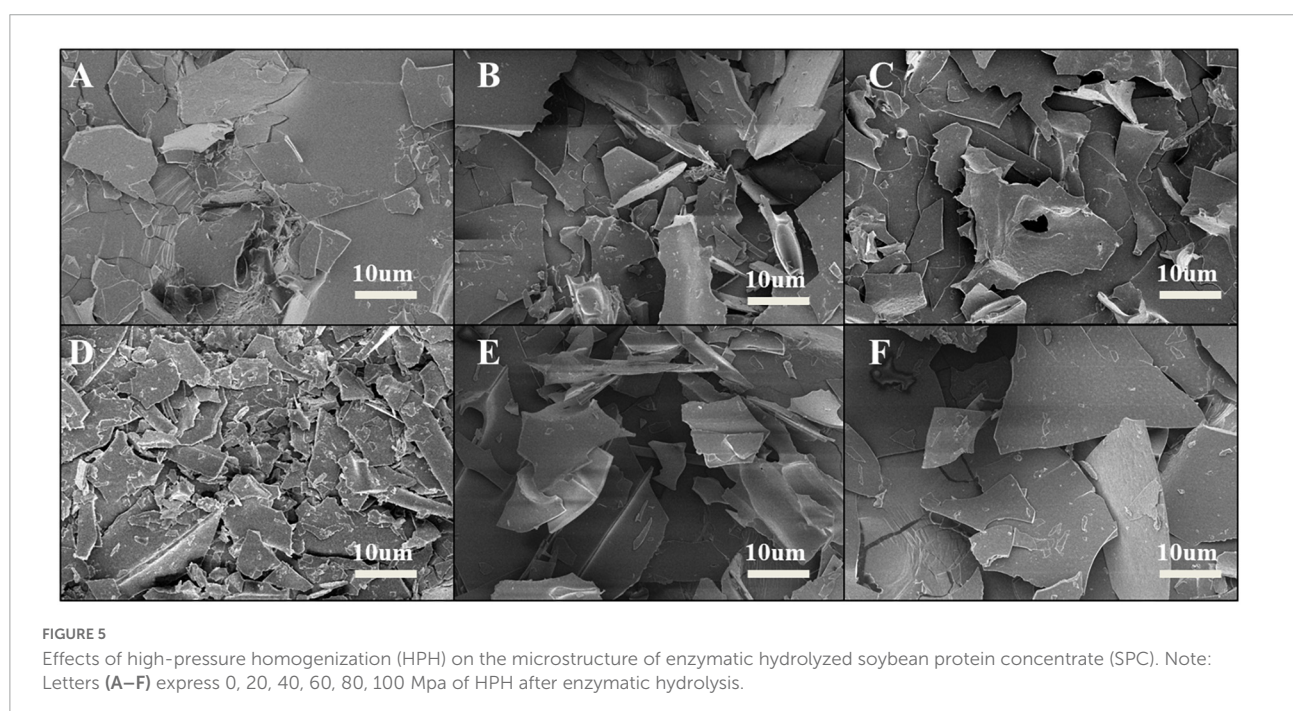 A
B
C
10um
10um
10um
D
E
F
10um
10um
10um
FIGURE 5
Effects of high-pressure homogenization (HPH) on the microstructure of enzymatic hydrolyzed soybean protein concentrate (SPC). Note:
Letters (A–F) express 0, 20, 40, 60, 80, 100 Mpa of HPH after enzymatic hydrolysis.